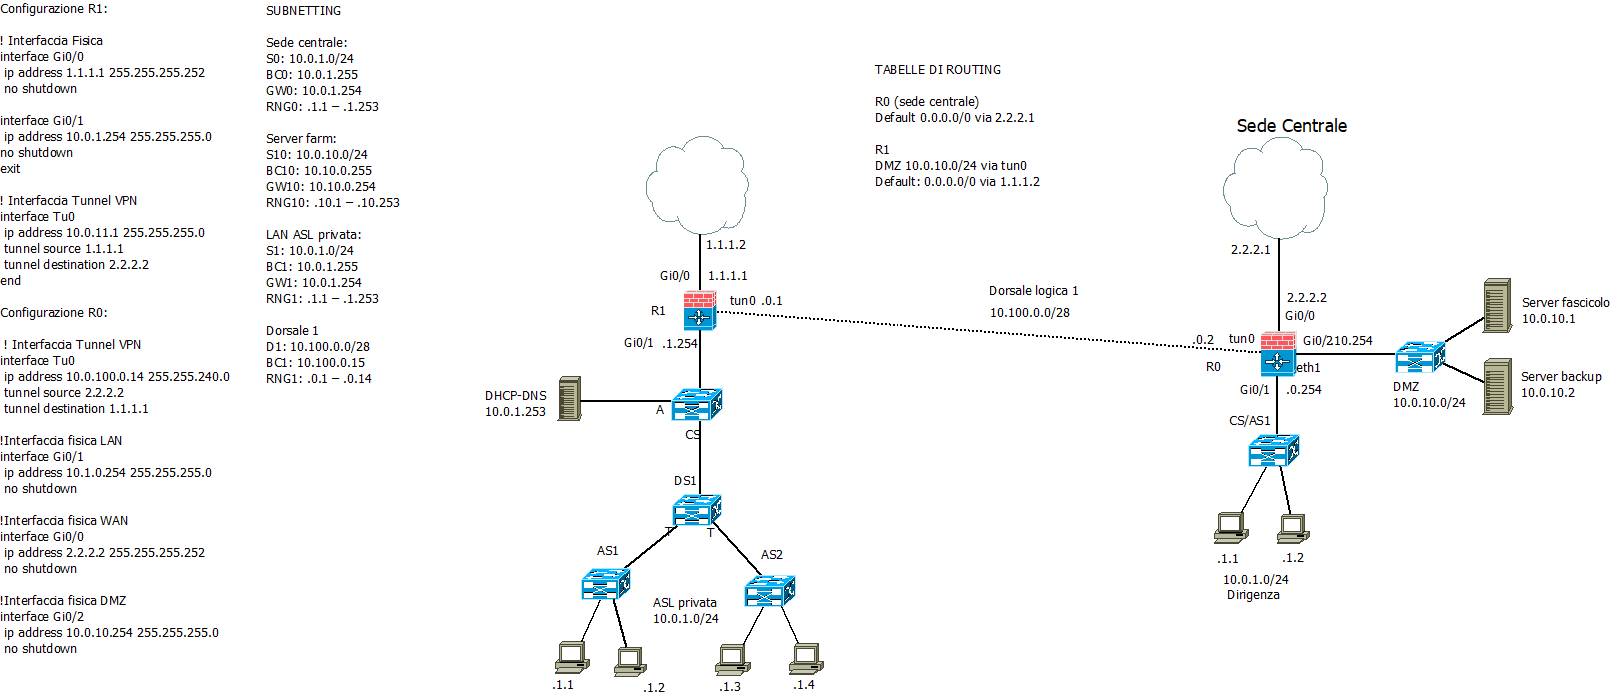 Configurazione R1:
! Interfaccia Fisica
interface Gi0/0
ip address 1.1.1.1 255.255.255.252
no shutdown
interface Gi0/1
ip address 10.0.1.254 255.255.255.0
no shutdown
exit
! Interfaccia Tunnel VPN
interface Tu0
ip address 10.0.11.1 255.255.255.0
tunnel source 1.1.1.1
tunnel destination 2.2.2.2
end
Configurazione R0:
! Interfaccia Tunnel VPN
interface Tu0
ip address 10.0.100.0.14 255.255.240.0
tunnel source 2.2.2.2
tunnel destination 1.1.1.1
!Interfaccia fisica LAN
interface Gi0/1
ip address 10.1.0.254 255.255.255.0
no shutdown
!Interfaccia fisica WAN
interface Gi0/0
ip address 2.2.2.2 255.255.255.252
no shutdown
!Interfaccia fisica DMZ
interface Gi0/2
ip address 10.0.10.254 255.255.255.0
no shutdown
SUBNETTING
Sede centrale:
S0: 10.0.1.0/24
BC0: 10.0.1.255
GW0: 10.0.1.254
RNG0: .1.1 – .1.253
Server farm:
S10: 10.0.10.0/24
BC10: 10.10.0.255
GW10: 10.10.0.254
RNG10: .10.1 – .10.253
LAN ASL privata:
S1: 10.0.1.0/24
BC1: 10.0.1.255
GW1: 10.0.1.254
RNG1: .1.1 – .1.253
Dorsale 1
D1: 10.100.0.0/28
BC1: 10.100.0.15
RNG1: .0.1 – .0.14
TABELLE DI ROUTING
R0 (sede centrale)
Default 0.0.0.0/0 via 2.2.2.1
R1
DMZ 10.0.10.0/24 via tun0
Default: 0.0.0.0/0 via 1.1.1.2
1.1.1.2
Gi0/0 1.1.1.1
R1
tun0 .0.1
Gi0/1 .1.254
DHCP-DNS
10.0.1.253
A
CS
DS1
T
T
AS1
AS2
ASL privata
10.0.1.0/24
.1.1
.1.2
.1.3
.1.4
Dorsale logica 1
10.100.0.0/28
Sede Centrale
2.2.2.1
2.2.2.2
Gi0/0
.0.2 tun0
Gi0/210.254
R0
eth1
Gi0/1 .0.254
CS/AS1
DMZ
10.0.10.0/24
Server fascicolo
10.0.10.1
Server backup
10.0.10.2
.1.1
.1.2
10.0.1.0/24
Dirigenza